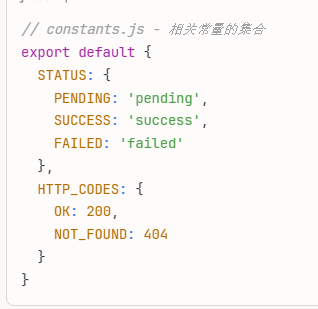 // constants.js - 相关常量的集合
export default {
  STATUS: {
    PENDING: 'pending',
    SUCCESS: 'success',
    FAILED: 'failed'
  },
  HTTP_CODES: {
    OK: 200,
    NOT_FOUND: 404
  }
}